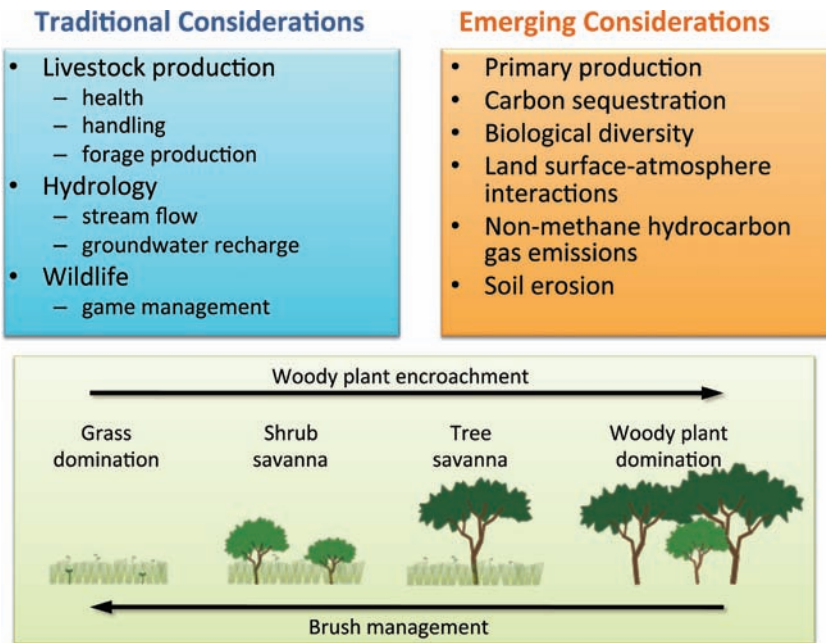 Traditional Considerations
• Livestock production
– health
– handling
– forage production
• Hydrology
– stream flow
– groundwater recharge
• Wildlife
– game management
Emerging Considerations
• Primary production
• Carbon sequestration
• Biological diversity
• Land surface-atmosphere
interactions
• Non-methane hydrocarbon
gas emissions
• Soil erosion
Woody plant encroachment
Grass
domination
Shrub
savanna
Tree
savanna
Woody plant
domination
Brush management